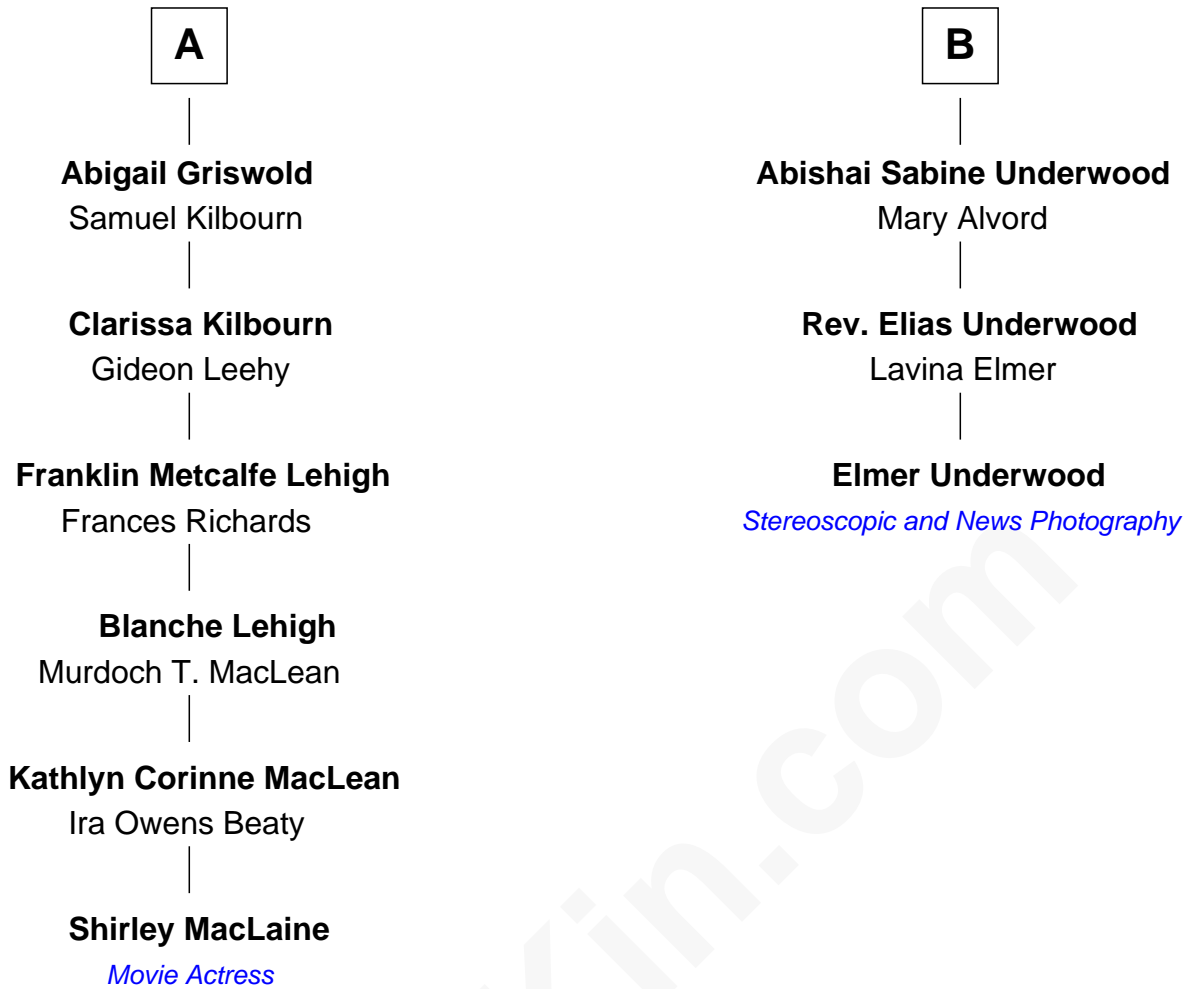 A
Abigail Griswold
Samuel Kilbourn
Clarissa Kilbourn
Gideon Leehy
Franklin Metcalfe Lehigh
Frances Richards
Blanche Lehigh
Murdoch T. MacLean
Kathlyn Corinne MacLean
Ira Owens Beaty
Shirley MacLaine
Movie Actress
B
Abishai Sabine Underwood
Mary Alvord
Rev. Elias Underwood
Lavina Elmer
Elmer Underwood
Stereoscopic and News Photography
Kin.com